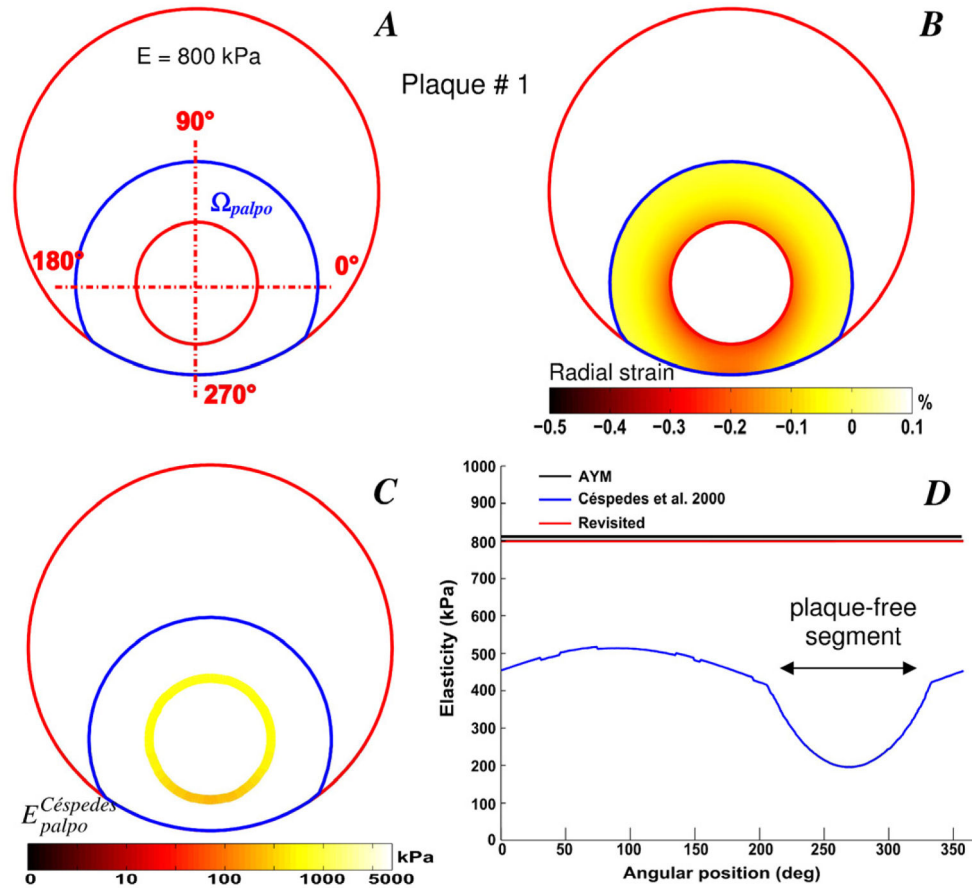 A
E = 800 kPa
Plaque # 1
90°
Ωpalpo
180°
0°
270°
B
Radial strain
%
−0.5 −0.4 −0.3 −0.2 −0.1 0 0.1
C
E Céspedes palpo
kPa
0 10 100 1000 5000
D
AYM
Céspedes et al. 2000
Revisited
plaque-free
segment
Elasticity (kPa)
1000
900
800
700
600
500
400
300
200
100
0
0 50 100 150 200 250 300 350
Angular position (deg)